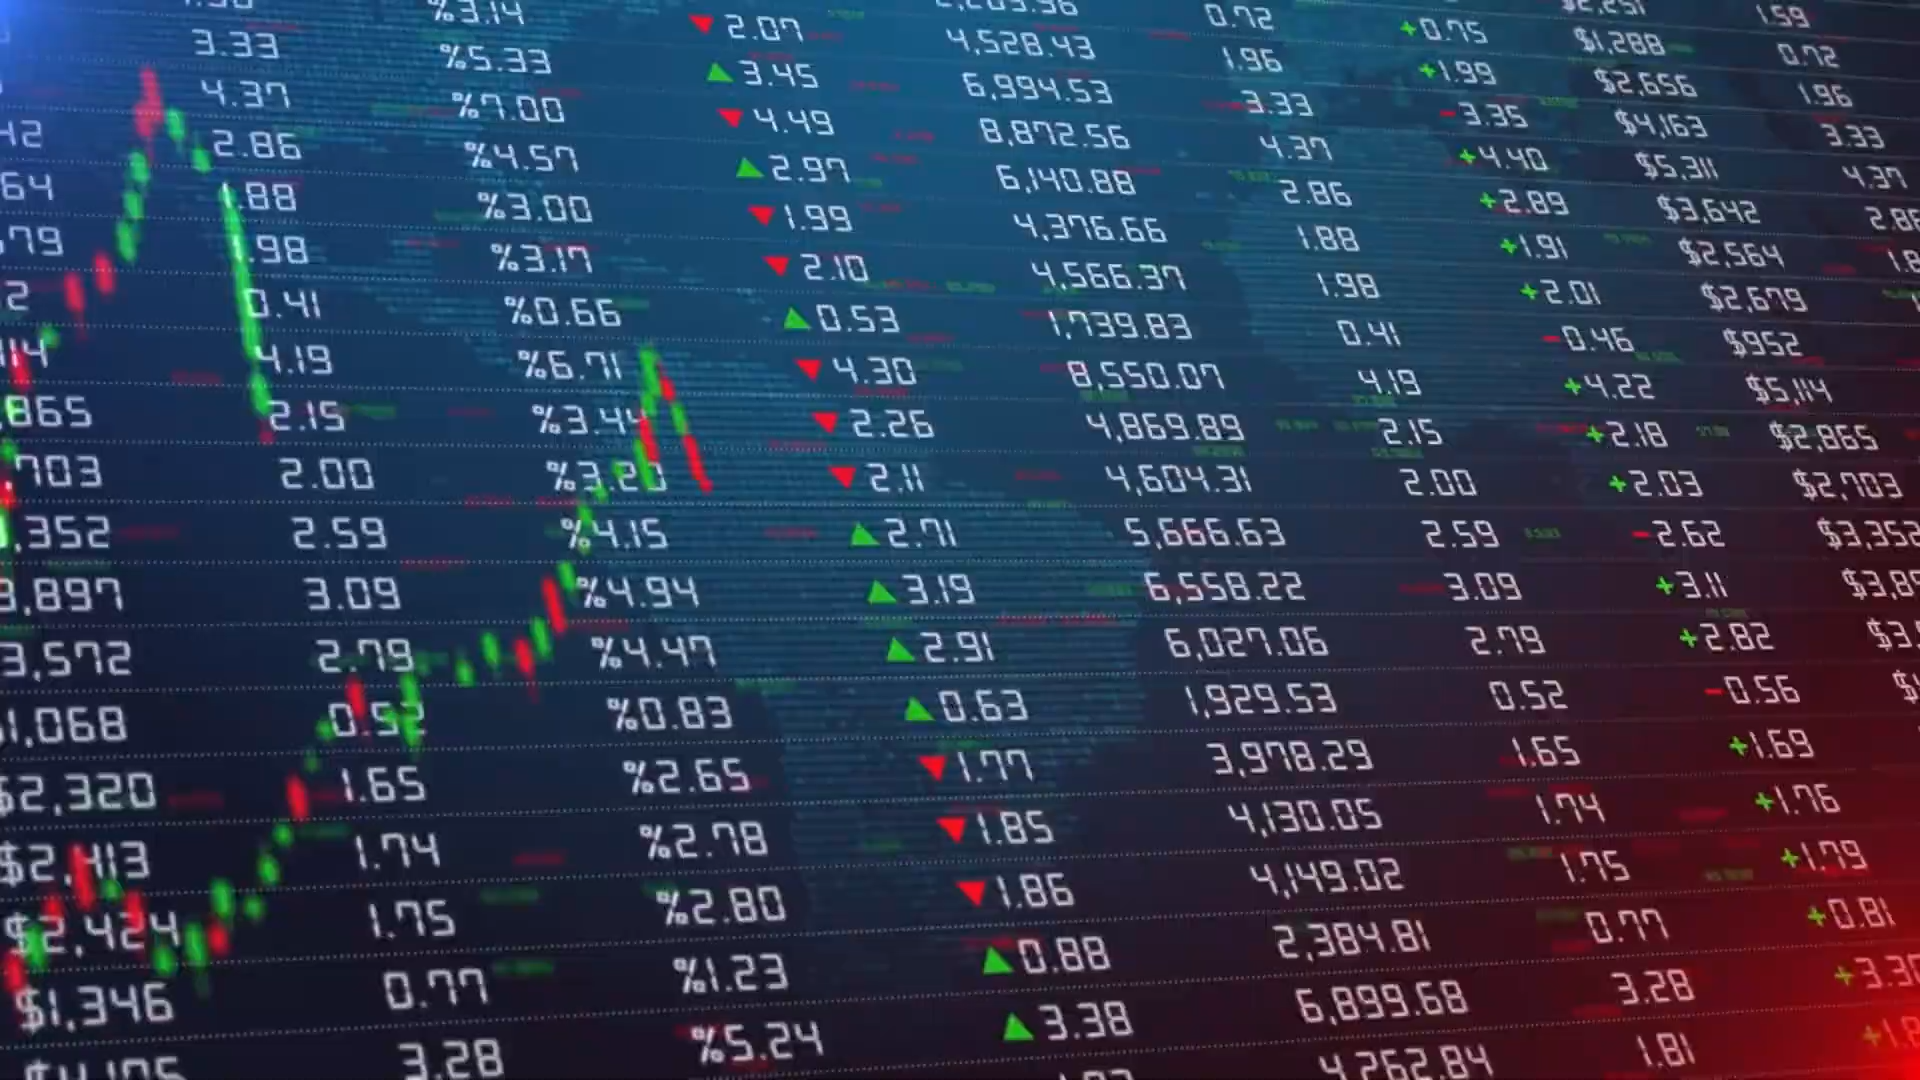 %3.14 ▼2.07 0.72 +0.75 1.59
3.33 %5.33 ▲3.45 4,528.43 1.96 +1.99 $1,288 0.72
4.37 %7.00 ▼4.49 6,994.53 3.33 -3.35 $2,656 1.96
2.86 %4.57 ▲2.97 8,872.56 4.37 +4.40 $4,163 3.33
1.88 %3.00 ▼1.99 6,140.88 2.86 +2.89 $5,311 4.37
1.98 %3.17 ▼2.10 4,376.66 1.88 +1.91 $3,642
0.41 %0.66 ▲0.53 4,566.37 1.98 +2.01 $2,564
4.19 %6.71 ▼4.30 1,739.83 0.41 -0.46 $2,679
2.15 %3.44 ▼2.26 8,550.07 4.19 +4.22 $952
2.00 %3.20 ▼2.11 4,869.89 2.15 +2.18 $5,114
2.59 %4.15 ▲2.71 4,604.31 2.00 +2.03 $2,865
3.09 %4.94 ▲3.19 5,666.63 2.59 -2.62 $2,703
3,572 2.79 %4.47 ▲2.91 6,558.22 3.09 +3.11 $3,352
1,068 0.52 %0.83 ▲0.63 6,027.06 2.79 +2.82
$2,320 1.65 %2.65 ▼1.77 1,929.53 0.52 -0.56
$2,413 1.74 %2.78 ▼1.85 3,978.29 1.65 +1.69
$2,424 1.75 %2.80 ▼1.86 4,130.05 1.74 +1.76
$1,346 0.77 %1.23 ▲0.88 4,149.02 1.75 +1.79
3.28 %5.24 ▲3.38 2,384.81 0.77 +0.81
6,899.68 3.28 +3.30
4,262.84 1.81